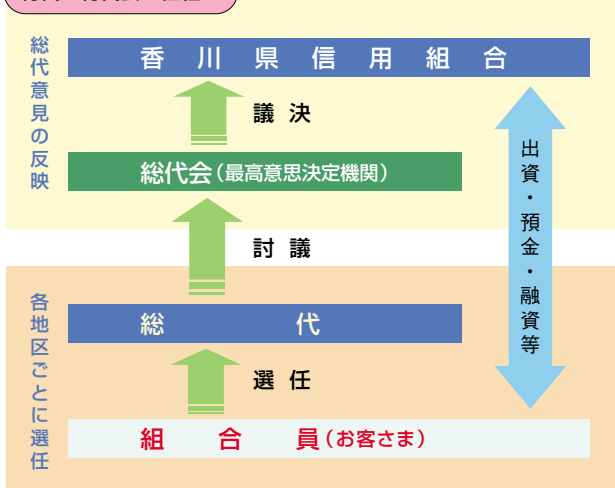 総代意見の反映
香川県信用組合
議決
総代会(最高意思決定機関)
討議
出資・預金・融資等
各地区ごとに選任
総代
選任
組合員(お客さま)